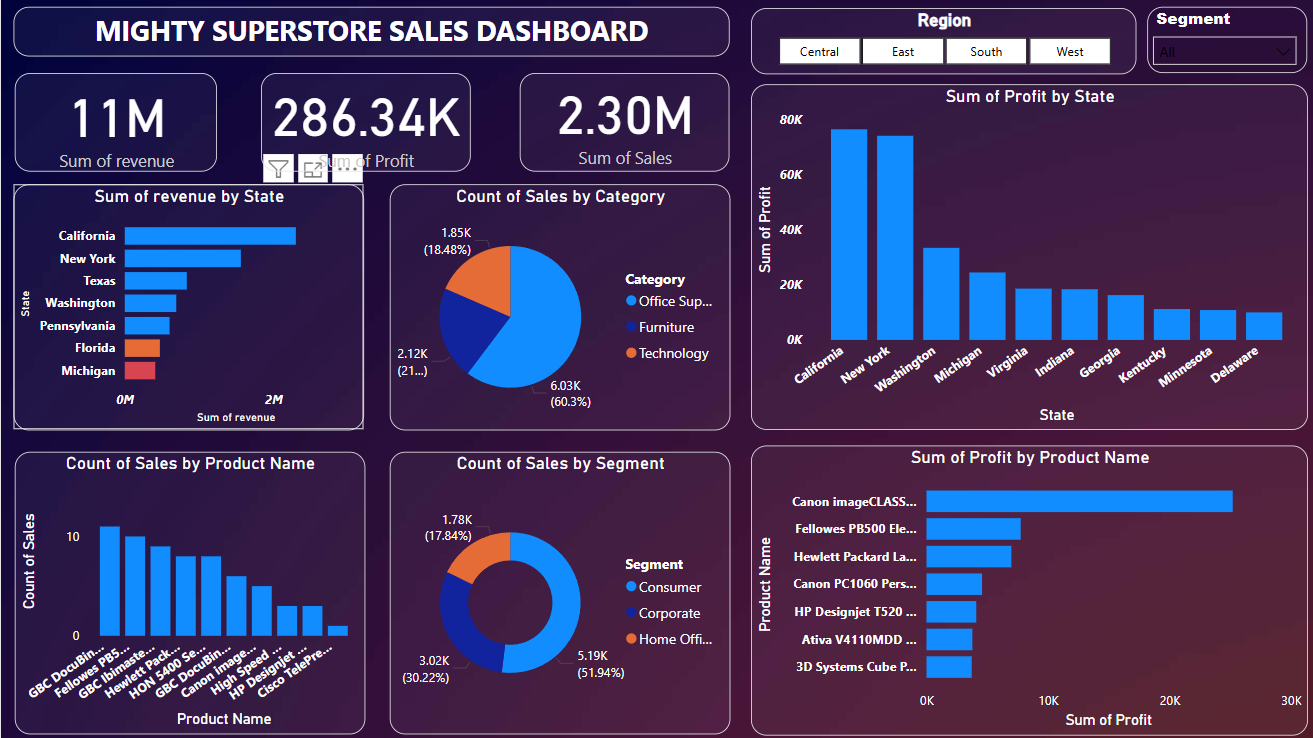 MIGHTY SUPERSTORE SALES DASHBOARD
Region
Central
East
South
West
Segment
All
11M
Sum of revenue
286.34K
Sum of Profit
2.30M
Sum of Sales
Sum of revenue by State
State
California
New York
Texas
Washington
Pennsylvania
Florida
Michigan
0M
2M
Sum of revenue
Count of Sales by Category
1.85K
(18.48%)
2.12K
(21...)
6.03K
(60.3%)
Category
Office Sup...
Furniture
Technology
Sum of Profit by State
Sum of Profit
80K
60K
40K
20K
0K
California
New York
Washington
Michigan
Virginia
Indiana
Georgia
Kentucky
Minnesota
Delaware
State
Count of Sales by Product Name
Count of Sales
10
0
GBC DocuBin...
Fellowes PB5...
GBC Ibimaste...
Hewlett Pack...
HON 5400 Se...
GBC DocuBin...
Canon image...
High Speed ...
HP Designjet ...
Cisco TelePre...
Product Name
Count of Sales by Segment
1.78K
(17.84%)
3.02K
(30.22%)
5.19K
(51.94%)
Segment
Consumer
Corporate
Home Offi...
Sum of Profit by Product Name
Product Name
Canon imageCLASS...
Fellowes PB500 Ele...
Hewlett Packard La...
Canon PC1060 Pers...
HP Designjet T520 ...
Ativa V4110MDD ...
3D Systems Cube P...
0K
10K
20K
30K
Sum of Profit